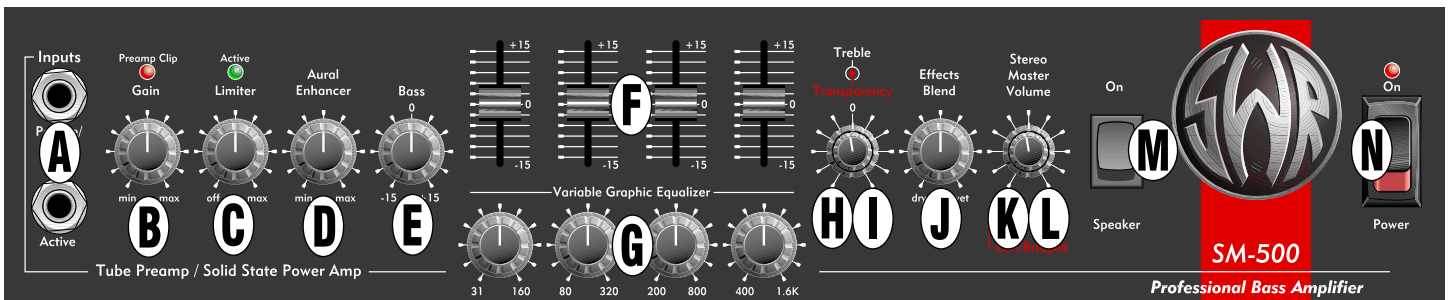 Inputs
A
Active
Preamp Clip
Gain
min max
B
Active
Limiter
off max
C
Aural
Enhancer
min max
D
Bass
0
-15 +15
E
Tube Preamp / Solid State Power Amp
+15 +15 +15 +15
0 0 0 0
-15 -15 -15 -15
F
Variable Graphic Equalizer
G
31 160 80 320 200 800 400 1.6K
Treble
Transparency
0
H I
Effects
Blend
J
Stereo
Master
Volume
K L
On
Speaker
M
SWR
SM-500
Professional Bass Amplifier
On
N
Power